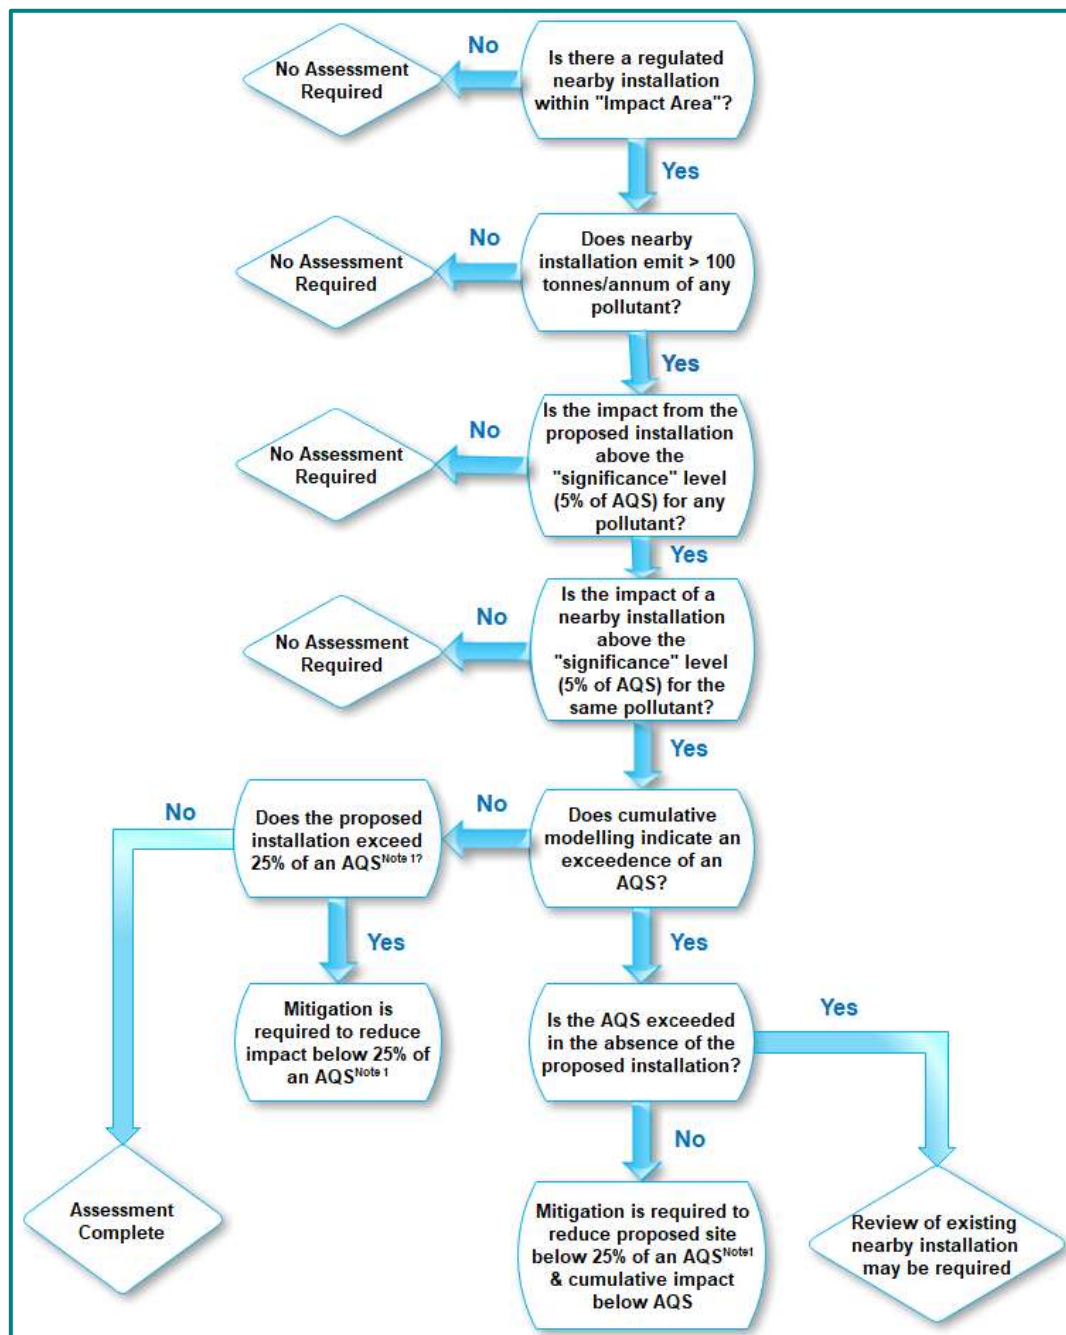 No
Is there a regulated
nearby installation
within "Impact Area"?
No Assessment
Required
Yes
No
Does nearby
installation emit > 100
tonnes/annum of any
pollutant?
No Assessment
Required
Yes
No
Is the impact from the
proposed installation
above the
"significance" level
(5% of AQS) for any
pollutant?
No Assessment
Required
Yes
No
Is the impact of a
nearby installation
above the
"significance" level
(5% of AQS) for the
same pollutant?
No Assessment
Required
Yes
No
Does the proposed
installation exceed
25% of an AQS Note 1?
No
Does cumulative
modelling indicate an
exceedence of an
AQS?
Yes
Yes
Mitigation is
required to reduce
impact below 25% of
an AQS Note 1
Is the AQS exceeded
in the absence of the
proposed installation?
Yes
No
Assessment
Complete
Mitigation is required to
reduce proposed site
below 25% of an AQS Note1
& cumulative impact
below AQS
Review of existing
nearby installation
may be required